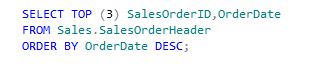 SELECT TOP (3) SalesOrderID,OrderDate
FROM Sales.SalesOrderHeader
ORDER BY OrderDate DESC;